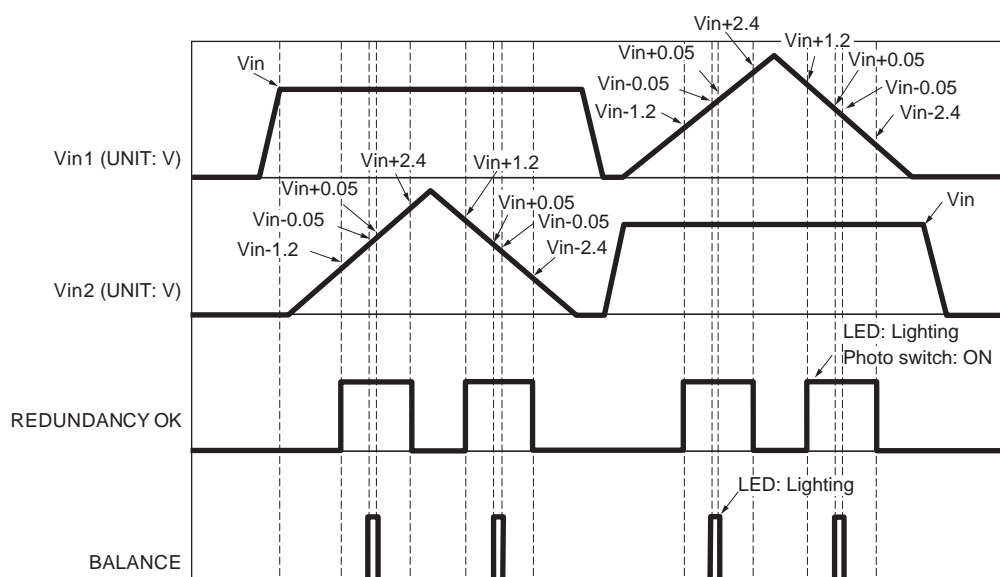 Vin+2.4
Vin+1.2
Vin+0.05
Vin+0.05
Vin
Vin-0.05
Vin-0.05
Vin-1.2
Vin-2.4
Vin1 (UNIT: V)
Vin+2.4
Vin+1.2
Vin+0.05
Vin+0.05
Vin
Vin-0.05
Vin-0.05
Vin-1.2
Vin-2.4
Vin2 (UNIT: V)
LED: Lighting
Photo switch: ON
REDUNDANCY OK
LED: Lighting
BALANCE